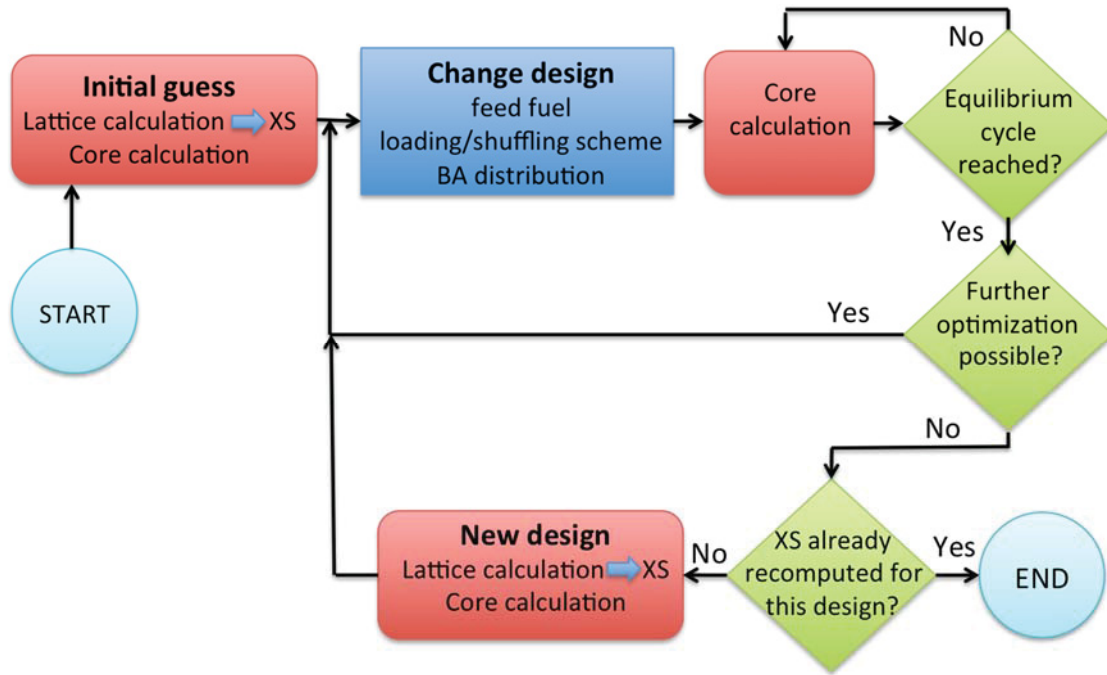 Initial guess
Lattice calculation XS
Core calculation
Change design
feed fuel
loading/shuffling scheme
BA distribution
Core
calculation
No
Equilibrium
cycle
reached?
Yes
START
Further
optimization
possible?
Yes
No
New design
Lattice calculation XS
Core calculation
No
XS already
recomputed for
this design?
Yes
END